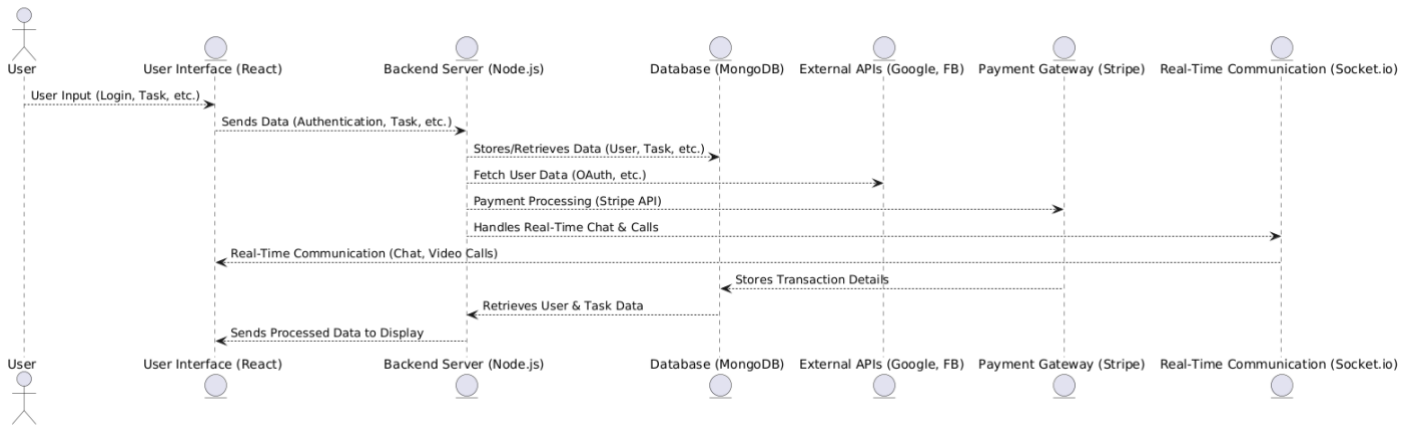 User
User Interface (React)
Backend Server (Node.js)
Database (MongoDB)
External APIs (Google, FB)
Payment Gateway (Stripe)
Real-Time Communication (Socket.io)
User Input (Login, Task, etc.)
Sends Data (Authentication, Task, etc.)
Stores/Retrieves Data (User, Task, etc.)
Fetch User Data (OAuth, etc.)
Payment Processing (Stripe API)
Handles Real-Time Chat & Calls
Real-Time Communication (Chat, Video Calls)
Stores Transaction Details
Retrieves User & Task Data
Sends Processed Data to Display
User
User Interface (React)
Backend Server (Node.js)
Database (MongoDB)
External APIs (Google, FB)
Payment Gateway (Stripe)
Real-Time Communication (Socket.io)